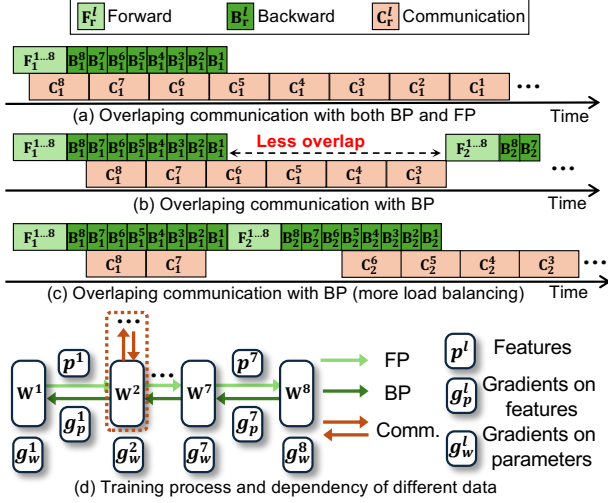 F_r^l Forward B_r^l Backward C_r^l Communication
F_1^{1...8} B_1^8 B_1^7 B_1^6 B_1^5 B_1^4 B_1^3 B_1^2 B_1^1
C_1^8 C_1^7 C_1^6 C_1^5 C_1^4 C_1^3 C_1^2 C_1^1 ...
(a) Overlaping communication with both BP and FP Time
F_1^{1...8} B_1^8 B_1^7 B_1^6 B_1^5 B_1^4 B_1^3 B_1^2 B_1^1 Less overlap F_2^{1...8} B_2^8 B_2^7
C_1^8 C_1^7 C_1^6 C_1^5 C_1^4 C_1^3 ...
(b) Overlaping communication with BP Time
F_1^{1...8} B_1^8 B_1^7 B_1^6 B_1^5 B_1^4 B_1^3 B_1^2 B_1^1 F_2^{1...8} B_2^8 B_2^7 B_2^6 B_2^5 B_2^4 B_2^3 B_2^2 B_2^1
C_1^8 C_1^7 C_2^6 C_2^5 C_2^4 C_2^3 ...
(c) Overlaping communication with BP (more load balancing) Time
...
p^1 ... p^7 FP p^l Features
W^1 W^2 W^7 W^8 BP
g_p^1 g_p^7 Comm. g_p^l Gradients on
features
g_w^1 g_w^2 g_w^7 g_w^8 g_w^l Gradients on
parameters
(d) Training process and dependency of different data